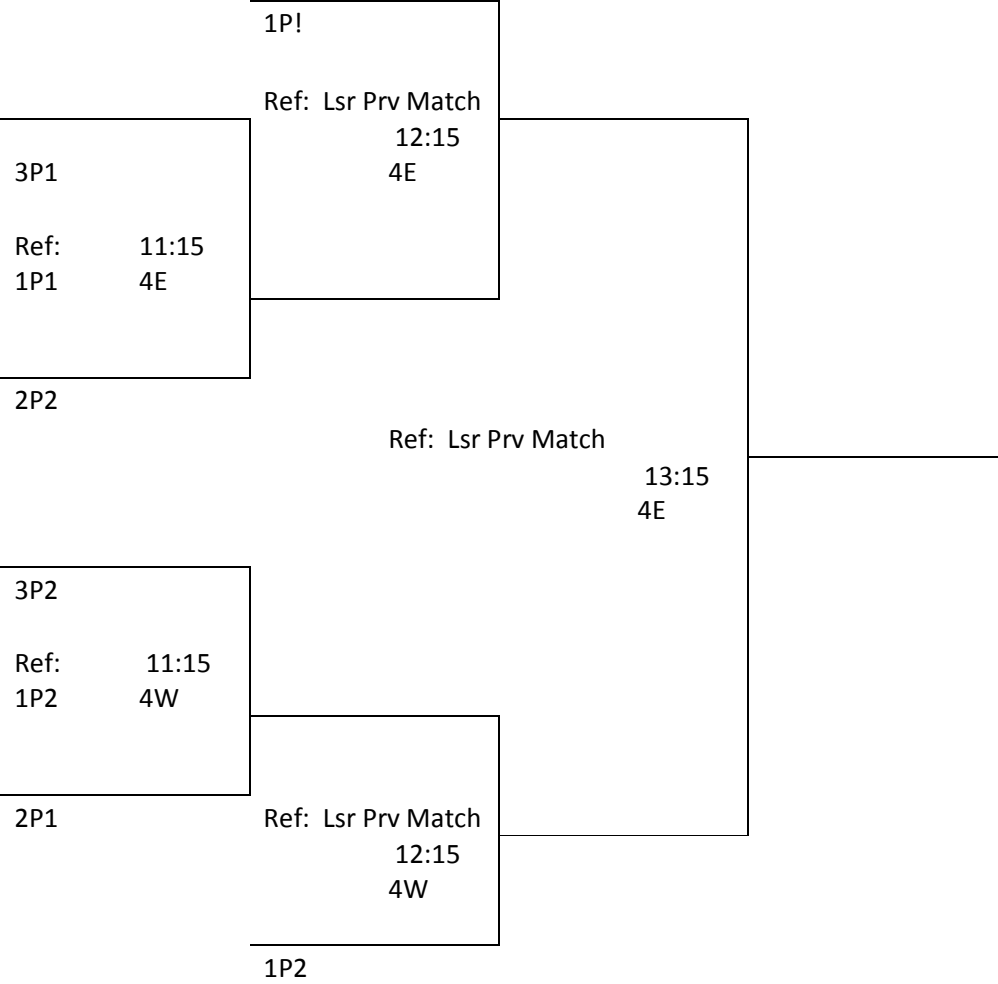 1P!
Ref: Lsr Prv Match
12:15
4E
3P1
Ref: 11:15
1P1 4E
2P2
Ref: Lsr Prv Match
13:15
4E
3P2
Ref: 11:15
1P2 4W
2P1
Ref: Lsr Prv Match
12:15
4W
1P2